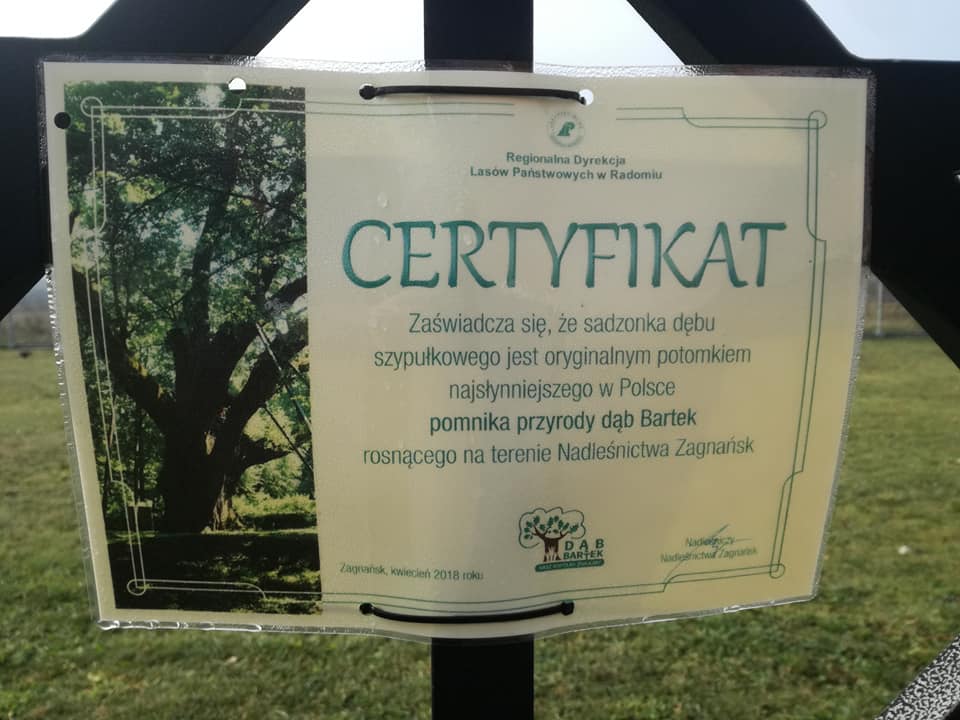 Regionalna Dyrekcja
Lasów Państwowych w Radomiu
CERTYFIKAT
Zaświadcza się, że sadzonka dębu
szypułkowego jest oryginalnym potomkiem
najsłynniejszego w Polsce
pomnika przyrody dąb Bartek
rosnącego na terenie Nadleśnictwa Zagnańsk
DĄB
BARTEK
Zagnańsk, kwiecień 2018 roku
Nadleśniczy
Nadleśnictwa Zagnańsk